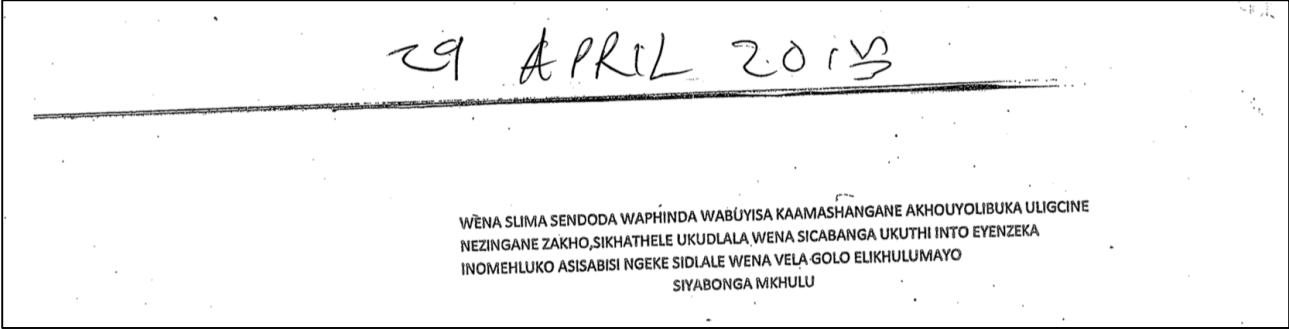 29 APRIL 2013
WENA SLIMA SENDODA WAPHINDA WABUYISA KAAMASHANGANE AKHOUYOLIBUKA ULIGCINE
NEZINGANE ZAKHO,SIKHATHELE UKUDLALA WENA SICABANGA UKUTHI INTO EYENZEKA
INOMEHLUKO ASISABISI NGEKE SIDLALE WENA VELA GOLO ELIKHULUMAYO
SIYABONGA MKHULU